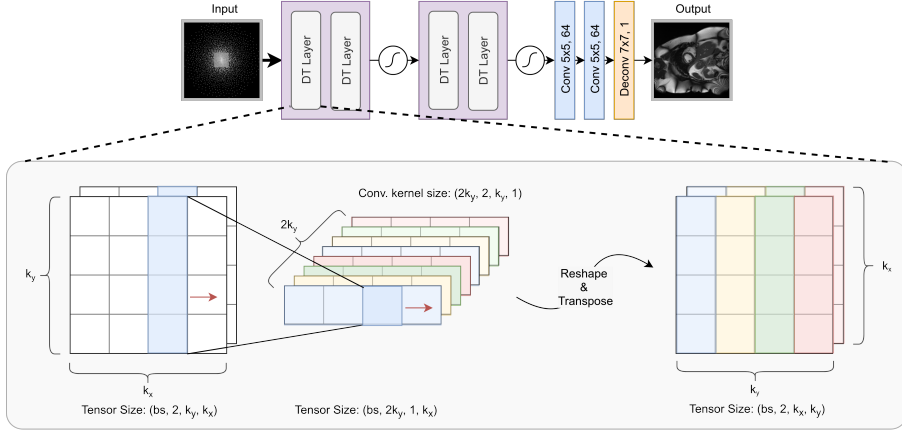 Input
Output
DT Layer
DT Layer
DT Layer
DT Layer
Conv 5x5, 64
Conv 5x5, 64
Deconv 7x7, 1
Conv. kernel size: (2ky, 2, ky, 1)
2ky
ky
kx
Reshape
&
Transpose
kx
ky
Tensor Size: (bs, 2, ky, kx)
Tensor Size: (bs, 2ky, 1, kx)
Tensor Size: (bs, 2, kx, ky)